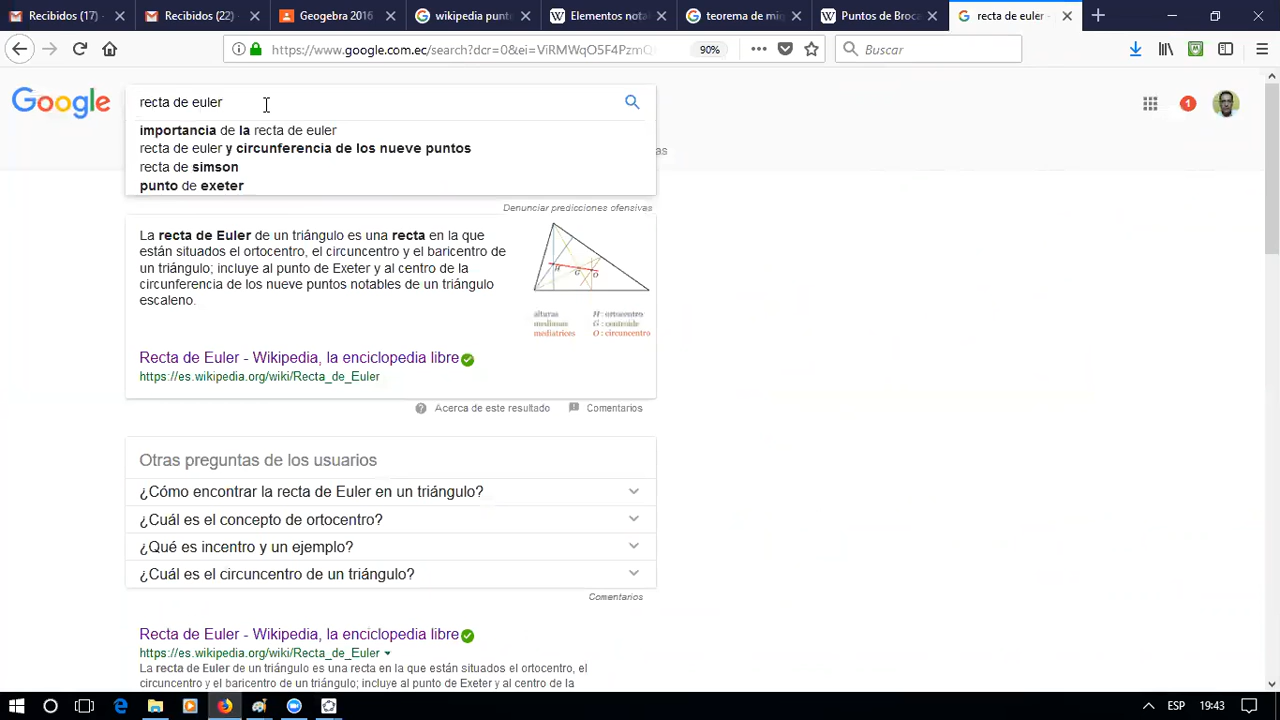 Recibidos (17)
Recibidos (22)
Geogebra 2016
wikipedia punt
Elementos nota
teorema de mi
Puntos de Broca
recta de euler -
https://www.google.com.ec/search?dcr=0&ei=ViRMWqO5F4PzmQ
90%
Buscar
Google
recta de euler
1
importancia de la recta de euler
recta de euler y circunferencia de los nueve puntos
recta de simson
punto de exeter
as
Denunciar predicciones ofensivas
La recta de Euler de un triángulo es una recta en la que
están situados el ortocentro, el circuncentro y el baricentro de
un triángulo; incluye al punto de Exeter y al centro de la
circunferencia de los nueve puntos notables de un triángulo
escaleno.
H G O
alturas H : ortocentro
medianas G : centroide
mediatrices O : circuncentro
Recta de Euler - Wikipedia, la enciclopedia libre
https://es.wikipedia.org/wiki/Recta_de_Euler
Acerca de este resultado Comentarios
Otras preguntas de los usuarios
¿Cómo encontrar la recta de Euler en un triángulo?
¿Cuál es el concepto de ortocentro?
¿Qué es incentro y un ejemplo?
¿Cuál es el circuncentro de un triángulo?
Comentarios
Recta de Euler - Wikipedia, la enciclopedia libre
https://es.wikipedia.org/wiki/Recta_de_Euler
La recta de Euler de un triángulo es una recta en la que están situados el ortocentro, el
circuncentro y el baricentro de un triángulo; incluye al punto de Exeter y al centro de la
ESP 19:43